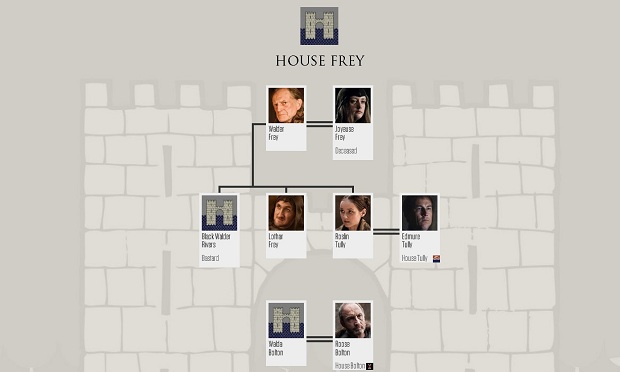 HOUSE FREY
Walder
Frey
Joyeuse
Frey
Deceased
Black Walder
Rivers
Bastard
Lothar
Frey
Roslin
Tully
Edmure
Tully
House Tully
Walda
Bolton
Roose
Bolton
House Bolton